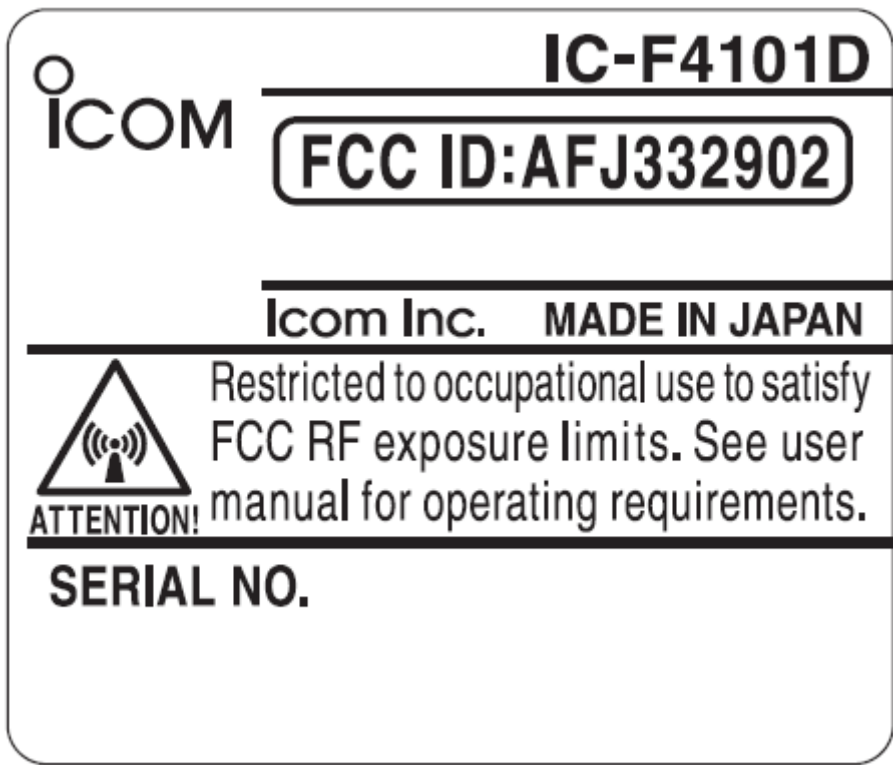 IC-F4101D
ICOM
FCC ID:AFJ332902
Icom Inc. MADE IN JAPAN
Restricted to occupational use to satisfy
FCC RF exposure limits. See user
manual for operating requirements.
ATTENTION!
SERIAL NO.